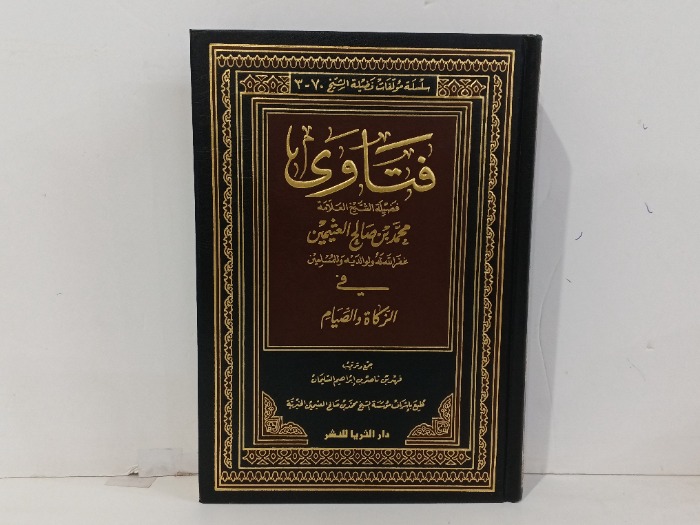 سلسلة مؤلفات فضيلة الشيخ ٧٠-٣
فتاوى
فضيلة الشيخ العلامة
محمد بن صالح العثيمين
غفر الله له ولوالديه وللمسلمين
في
الزكاة والصيام
جمع وترتيب
فهد بن ناصر بن إبراهيم السليمان
طبع بإشراف مؤسسة الشيخ محمد بن صالح العثيمين الخيرية
دار الثريا للنشر